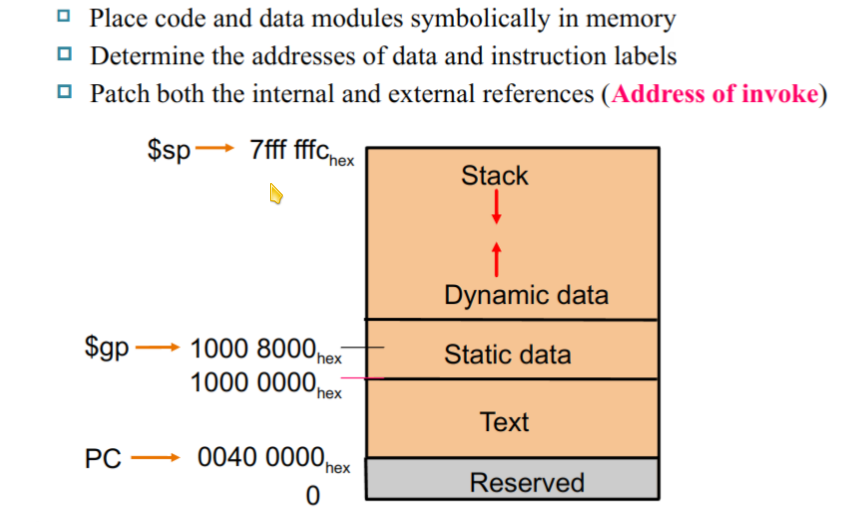 Place code and data modules symbolically in memory
Determine the addresses of data and instruction labels
Patch both the internal and external references (Address of invoke)
$sp 7fff fffc hex
Stack
Dynamic data
$gp 1000 8000 hex
Static data
1000 0000 hex
Text
PC 0040 0000 hex
Reserved
0